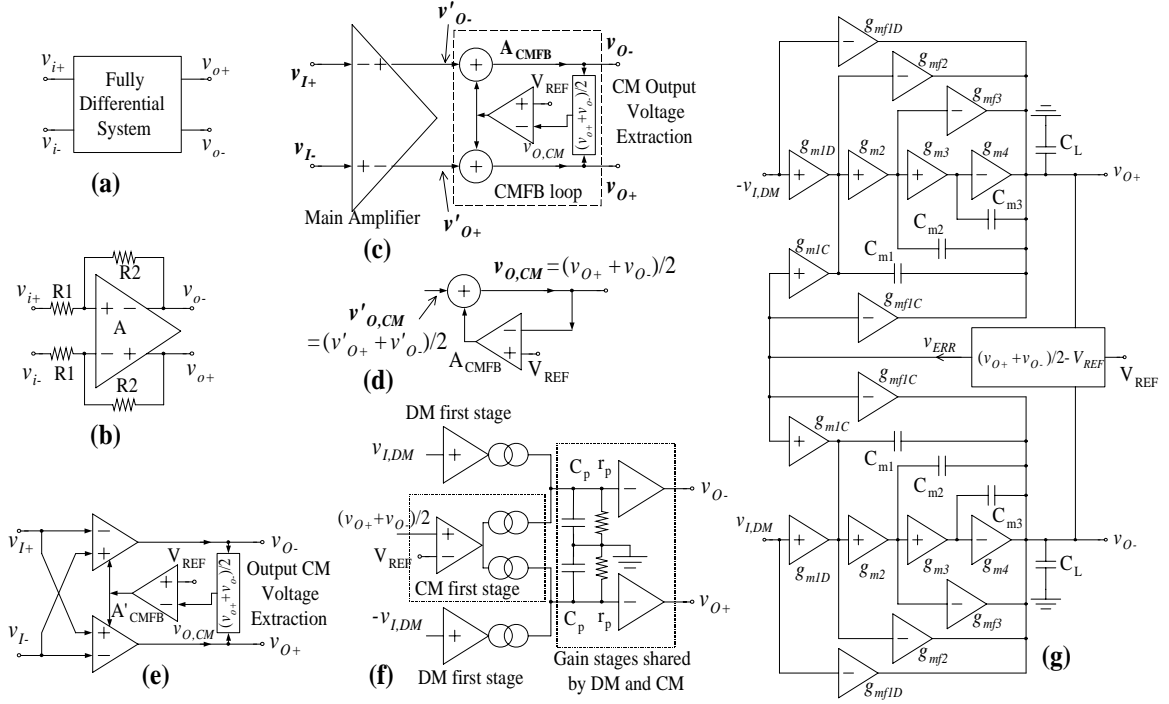 v_{i+}
v_{o+}
Fully
Differential
System
v_{i-}
v_{o-}
(a)
R2
R1
v_{i+}
v_{o-}
+ −
A
− +
v_{i-}
R1
v_{o+}
R2
(b)
v'_{O-}
A_{CMFB}
v_{O-}
v_{I+}
− +
+
V_{REF}
+
−
(v_{o+}+v_{o-})/2
CM Output
Voltage
Extraction
v_{O,CM}
v_{I-}
+ −
+
v_{O+}
CMFB loop
Main Amplifier
v'_{O+}
(c)
v_{O,CM}=(v_{O+}+v_{O-})/2
+
v'_{O,CM}
=(v'_{O+}+v'_{O-})/2
−
+
A_{CMFB}
V_{REF}
(d)
v_{I+}
−
+
v_{O-}
V_{REF}
+
−
(v_{o+}+v_{o-})/2
Output CM
Voltage
Extraction
A'_{CMFB}
v_{O,CM}
v_{I-}
+
−
v_{O+}
(e)
DM first stage
v_{I,DM}
+
C_p
r_p
−
v_{O-}
(v_{O+}+v_{O-})/2
+
V_{REF}
−
CM first stage
C_p
r_p
−
v_{O+}
-v_{I,DM}
+
DM first stage
Gain stages shared
by DM and CM
(f)
g_{mf1D}
−
g_{mf2}
−
g_{mf3}
−
C_L
g_{m1D}
g_{m2}
g_{m3}
g_{m4}
+
+
+
−
v_{O+}
-v_{I,DM}
C_{m3}
C_{m2}
g_{m1C}
C_{m1}
+
g_{mf1C}
−
v_{ERR}
(v_{O+}+v_{O-})/2-V_{REF}
V_{REF}
g_{mf1C}
−
g_{m1C}
+
C_{m1}
C_{m2}
C_{m3}
v_{I,DM}
+
+
+
−
v_{O-}
g_{m1D}
g_{m2}
g_{m3}
g_{m4}
C_L
−
g_{mf3}
−
g_{mf2}
−
g_{mf1D}
(g)